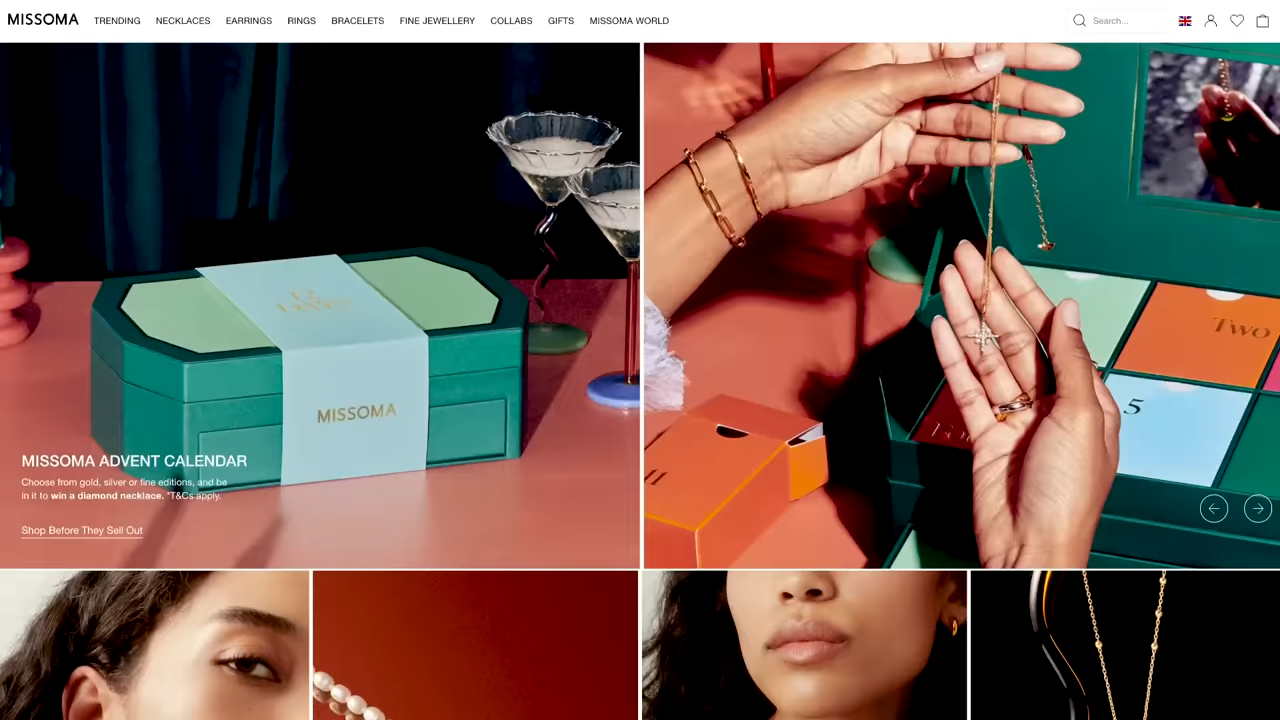 MISSOMA TRENDING NECKLACES EARRINGS RINGS BRACELETS FINE JEWELLERY COLLABS GIFTS MISSOMA WORLD Search...
MISSOMA
Two
5
11
MISSOMA ADVENT CALENDAR
Choose from gold, silver or fine editions, and be
in it to win a diamond necklace. *T&Cs apply.
Shop Before They Sell Out